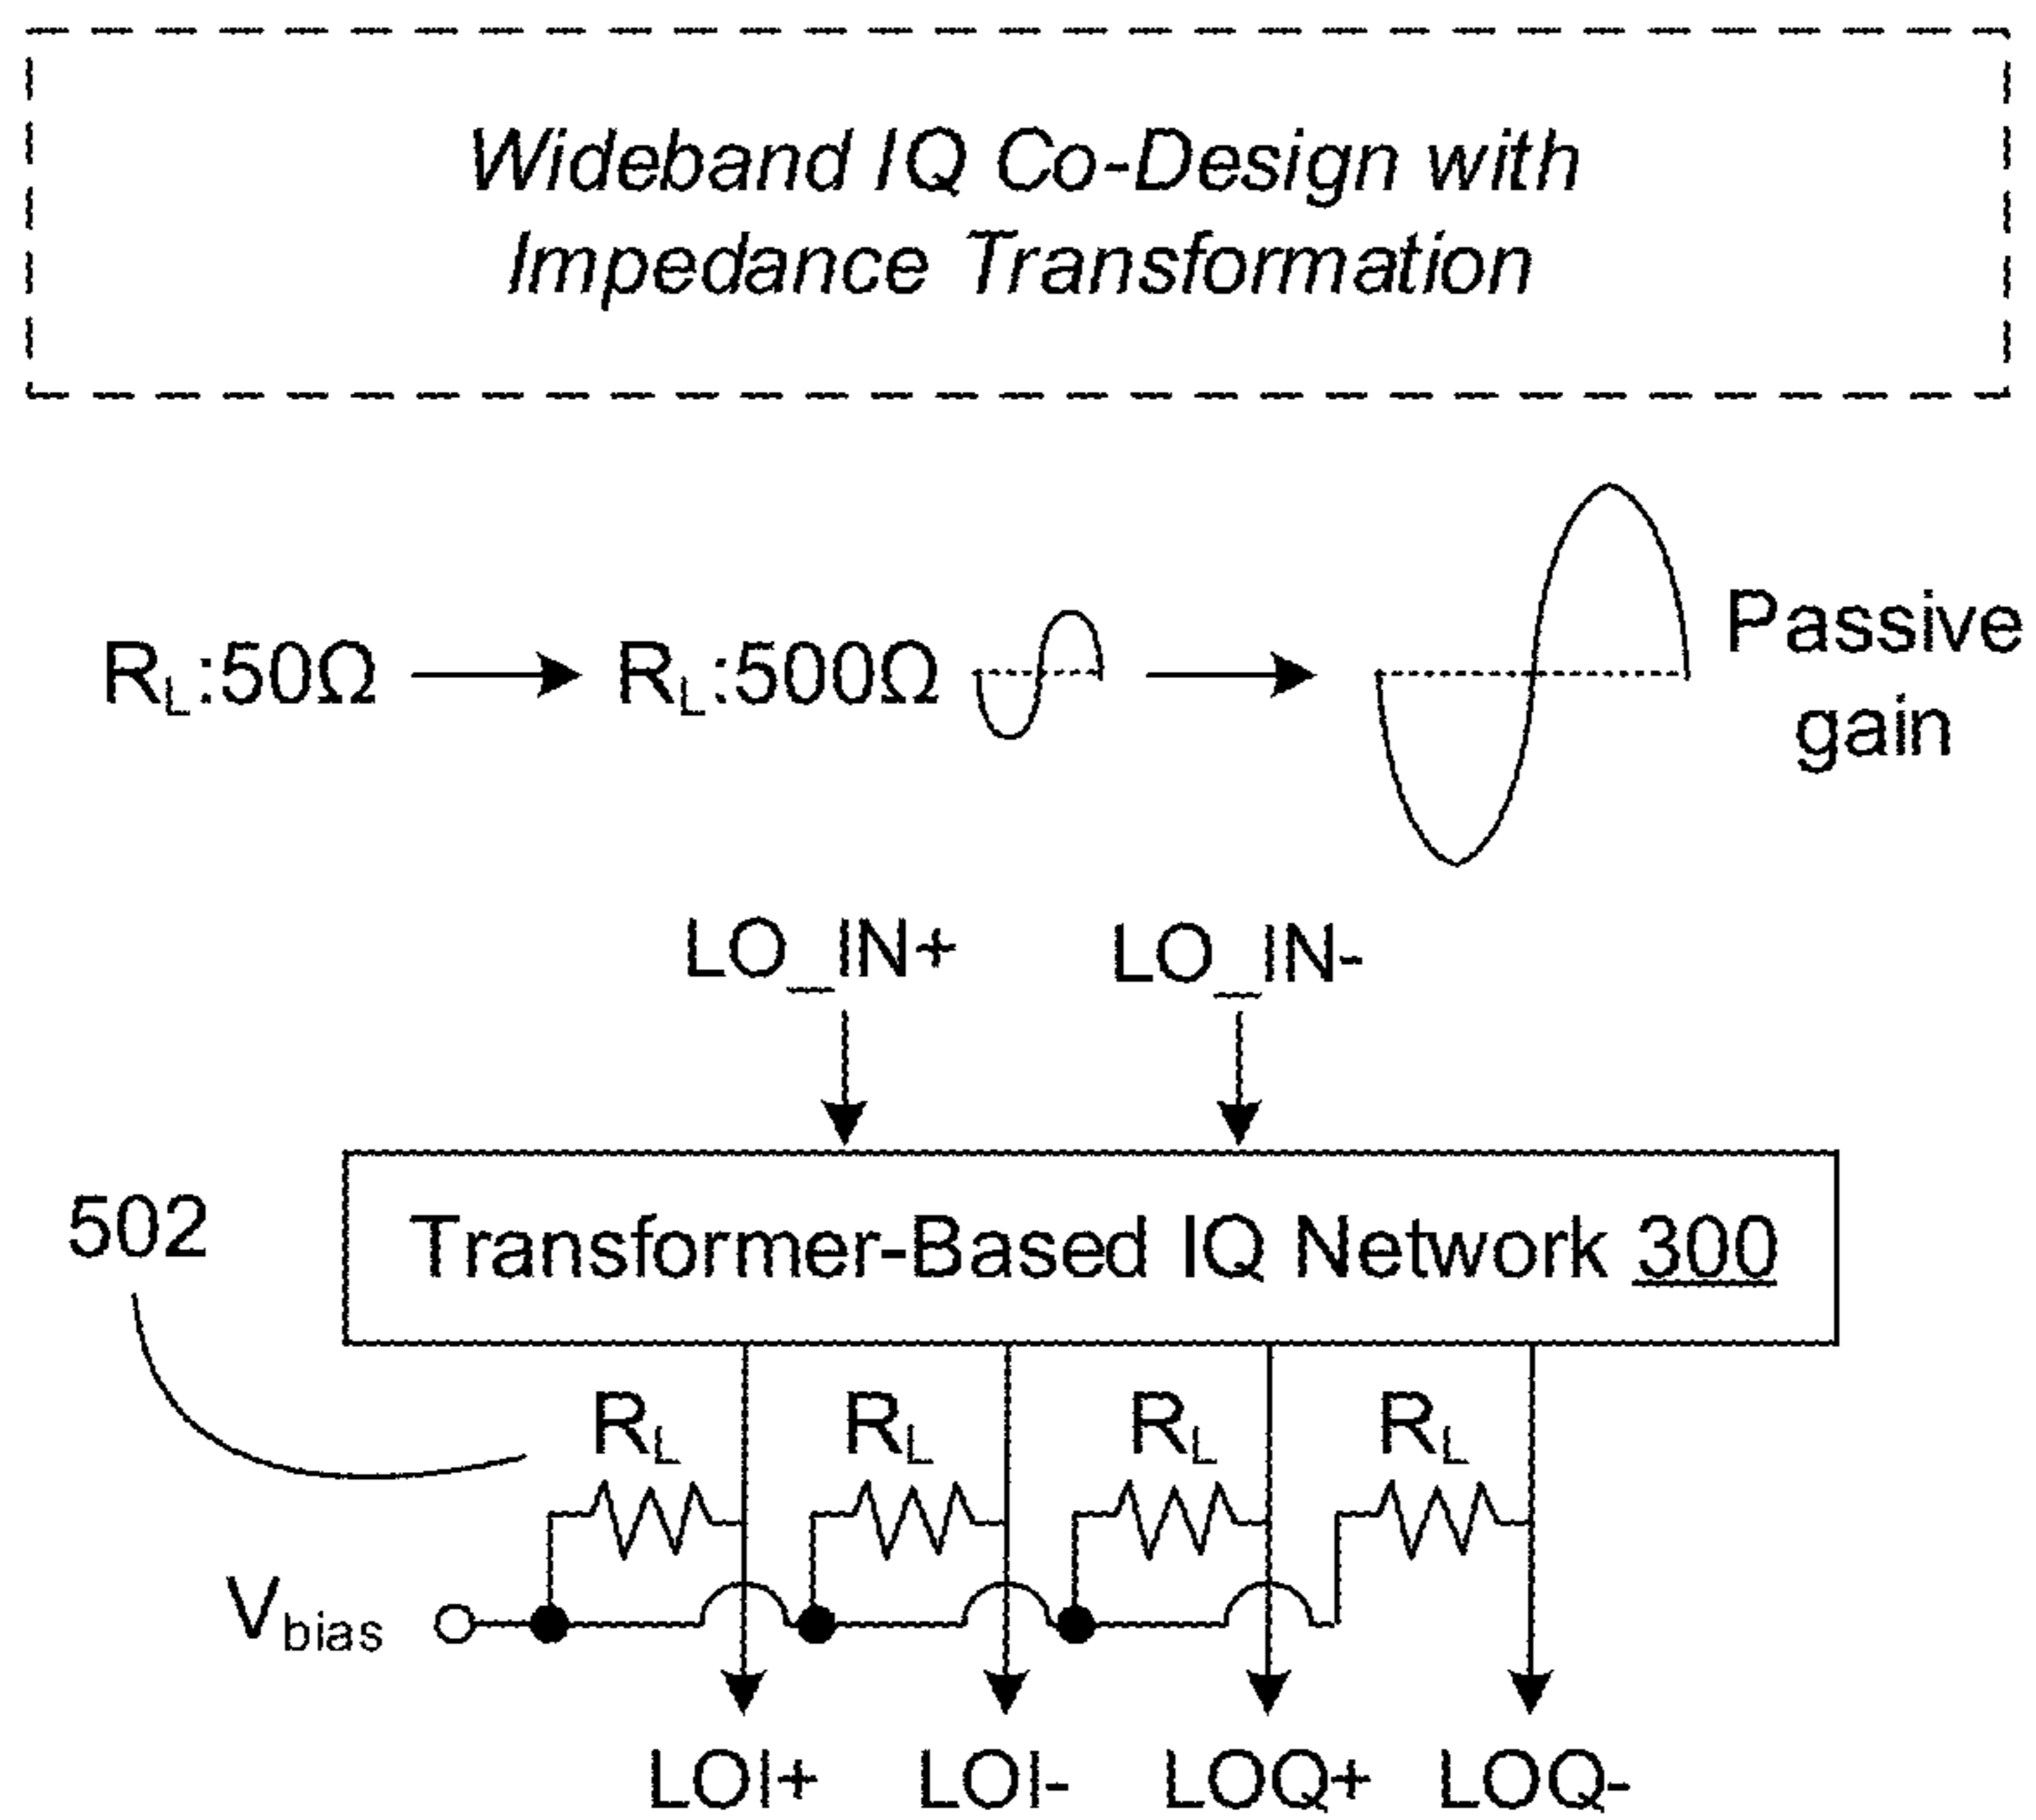 Wideband IQ Co-Design with
Impedance Transformation
RL:50Ω
RL:500Ω
Passive
gain
LO_IN+
LO_IN-
502
Transformer-Based IQ Network 300
RL
RL
RL
RL
Vbias
LOI+
LOI-
LOQ+
LOQ-